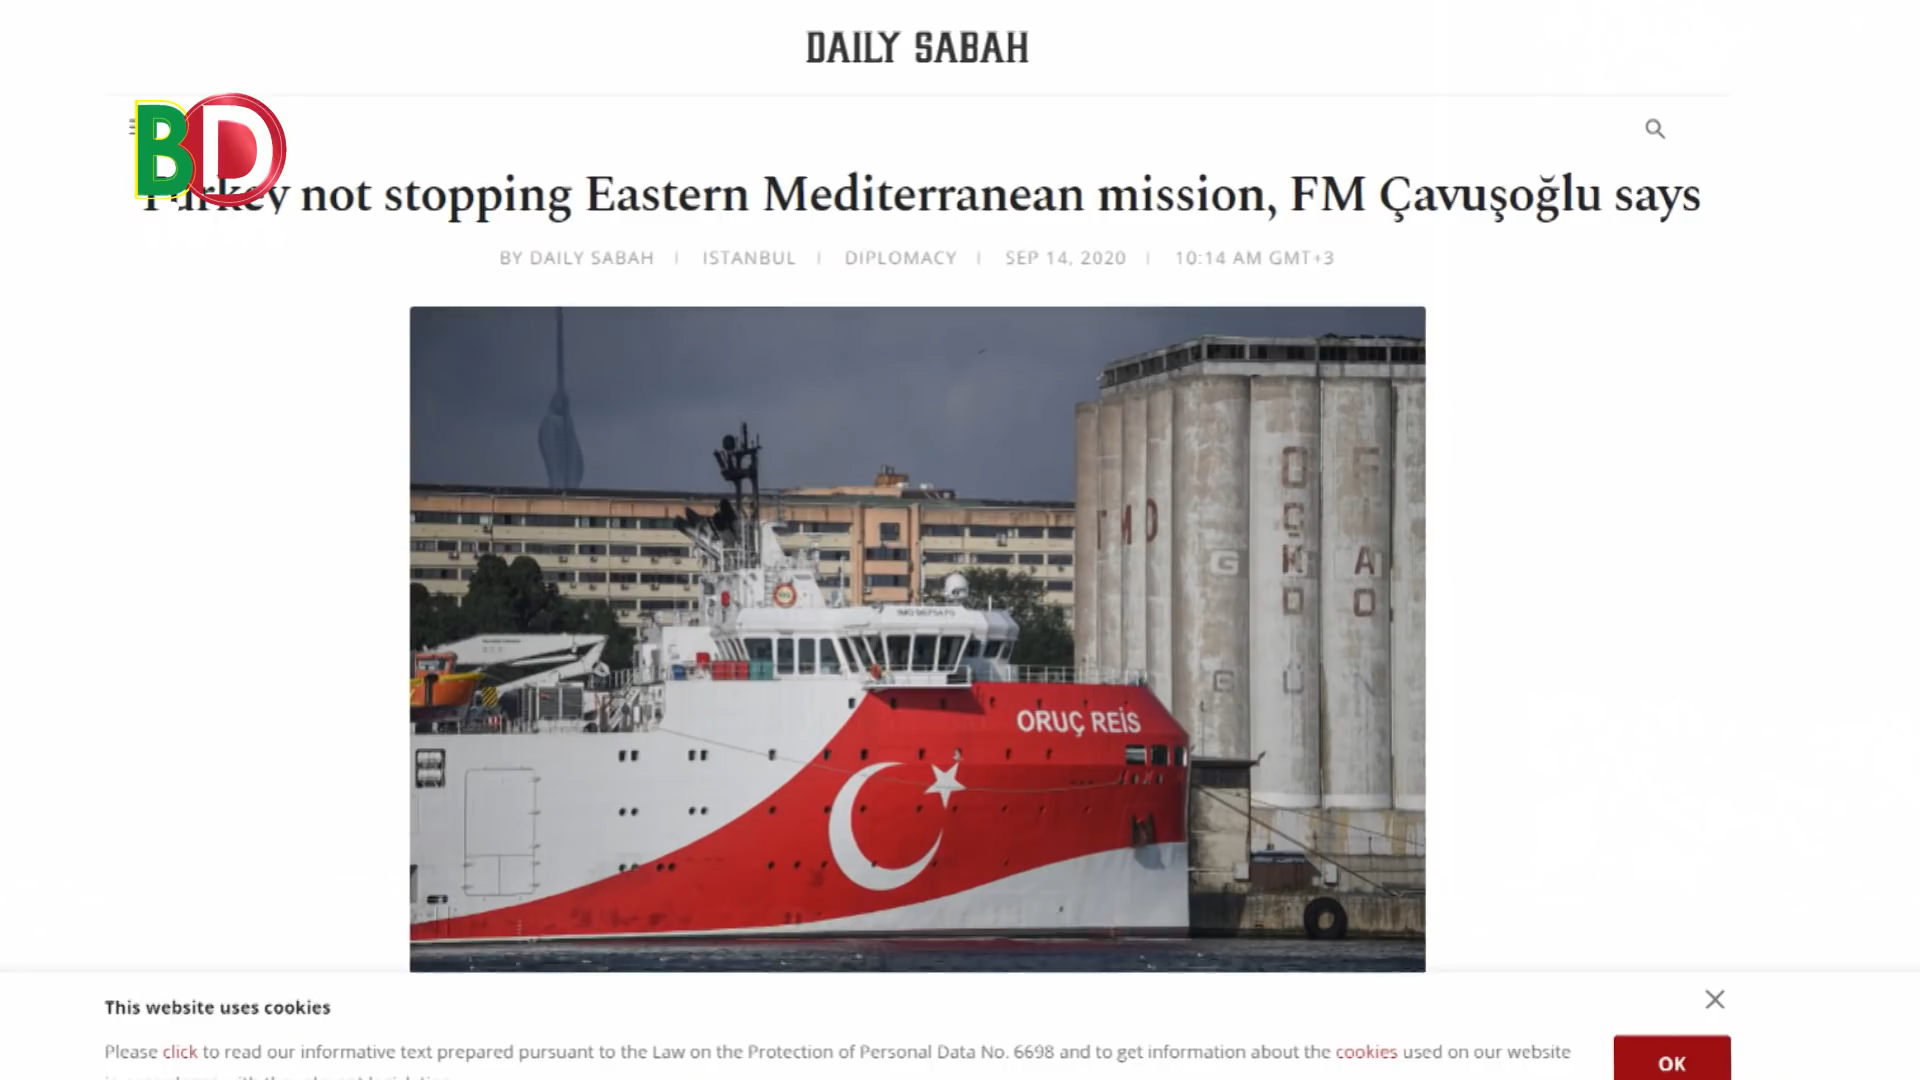 DAILY SABAH
BD
Turkey not stopping Eastern Mediterranean mission, FM Çavuşoğlu says
BY DAILY SABAH | ISTANBUL | DIPLOMACY | SEP 14, 2020 | 10:14 AM GMT+3
O F
Ç
T M O
G K A
O O
ORUÇ REİS
This website uses cookies
Please click to read our informative text prepared pursuant to the Law on the Protection of Personal Data No. 6698 and to get information about the cookies used on our website
OK